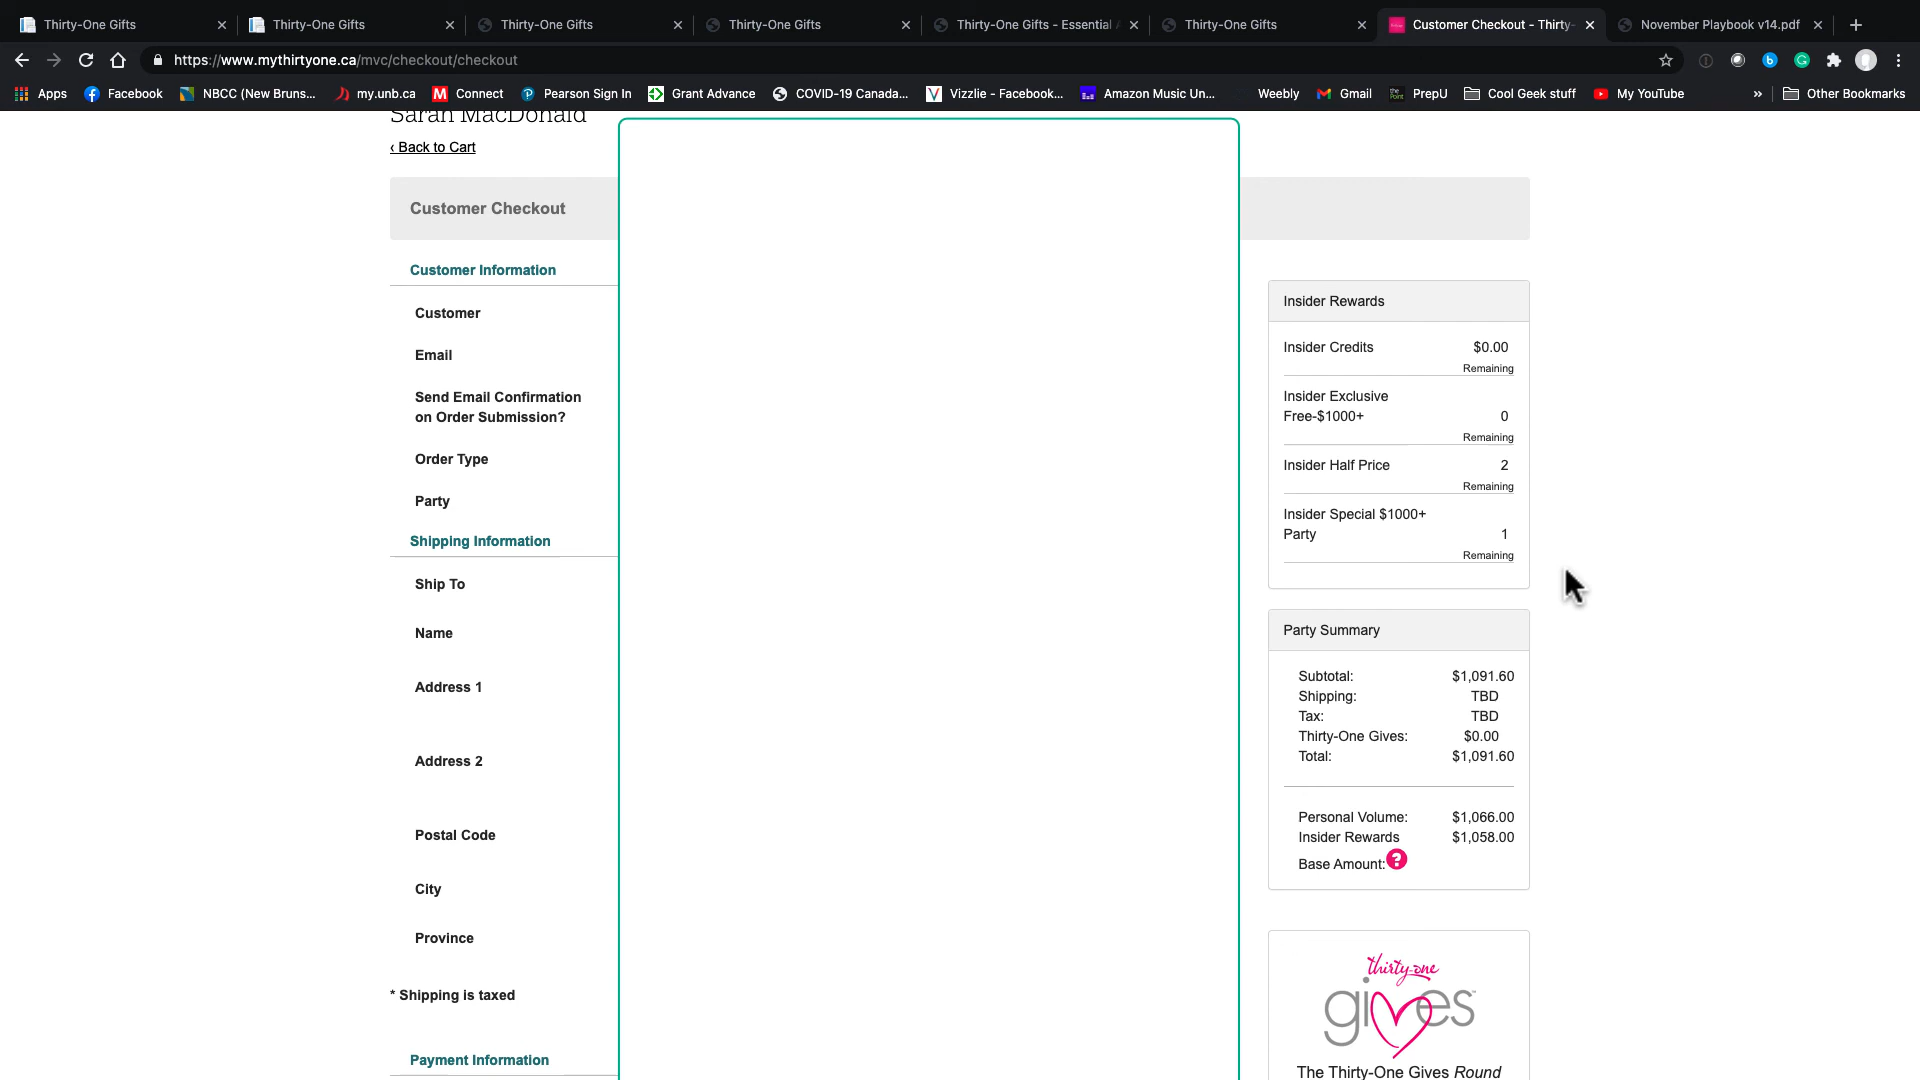 Thirty-One Gifts
Thirty-One Gifts
Thirty-One Gifts
Thirty-One Gifts
Thirty-One Gifts - Essential
Thirty-One Gifts
Customer Checkout - Thirty-
November Playbook v14.pdf
https://www.mythirtyone.ca/mvc/checkout/checkout
Apps
Facebook
NBCC (New Bruns...
my.unb.ca
Connect
Pearson Sign In
Grant Advance
COVID-19 Canada...
Vizzlie - Facebook...
Amazon Music Un...
Weebly
Gmail
PrepU
Cool Geek stuff
My YouTube
»
Other Bookmarks
Sarah MacDonald
‹ Back to Cart
Customer Checkout
Customer Information
Customer
Email
Send Email Confirmation
on Order Submission?
Order Type
Party
Shipping Information
Ship To
Name
Address 1
Address 2
Postal Code
City
Province
* Shipping is taxed
Payment Information
Insider Rewards
Insider Credits $0.00
Remaining
Insider Exclusive
Free-$1000+ 0
Remaining
Insider Half Price 2
Remaining
Insider Special $1000+
Party 1
Remaining
Party Summary
Subtotal: $1,091.60
Shipping: TBD
Tax: TBD
Thirty-One Gives: $0.00
Total: $1,091.60
Personal Volume: $1,066.00
Insider Rewards $1,058.00
Base Amount: ?
thirty-one
gives
The Thirty-One Gives Round